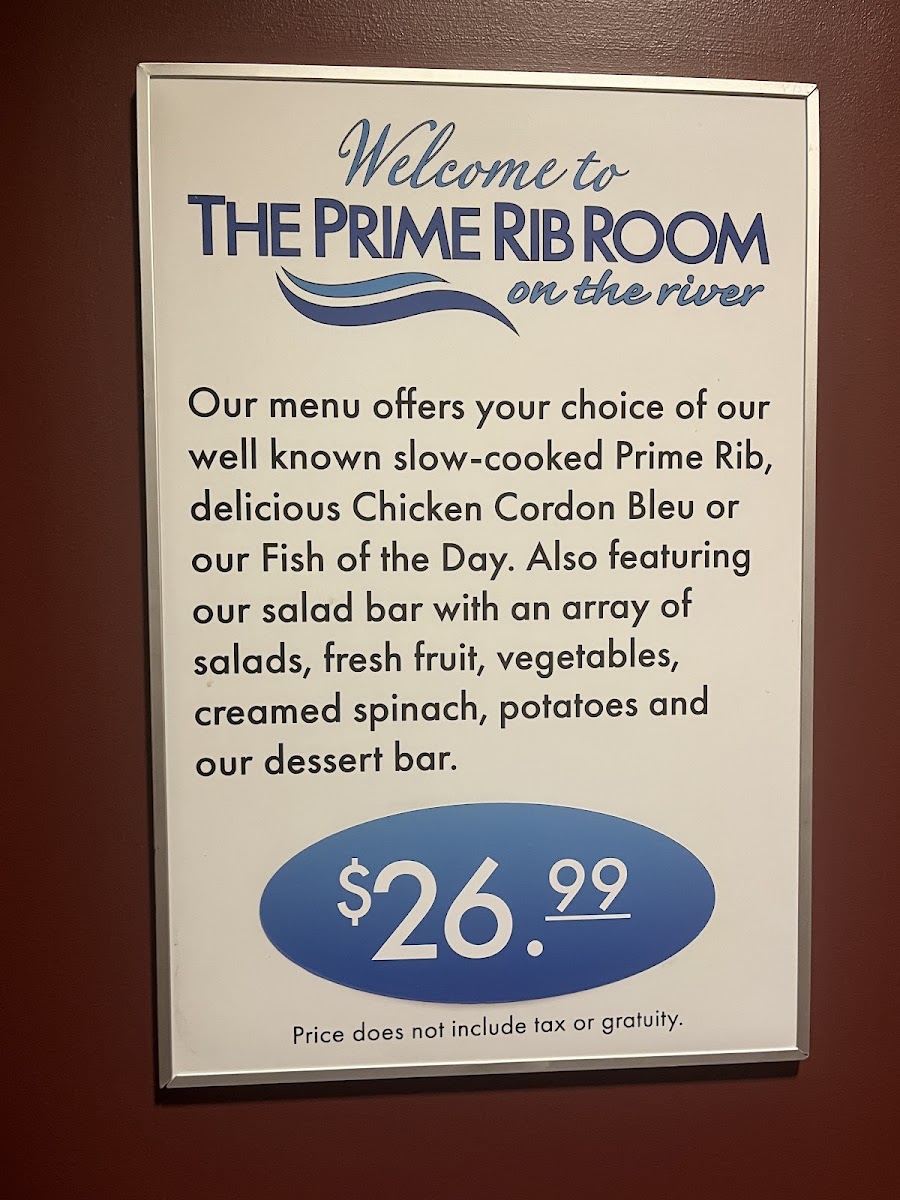 Welcome to
THE PRIME RIB ROOM
on the river
Our menu offers your choice of our
well known slow-cooked Prime Rib,
delicious Chicken Cordon Bleu or
our Fish of the Day. Also featuring
our salad bar with an array of
salads, fresh fruit, vegetables,
creamed spinach, potatoes and
our dessert bar.
$26.99
Price does not include tax or gratuity.